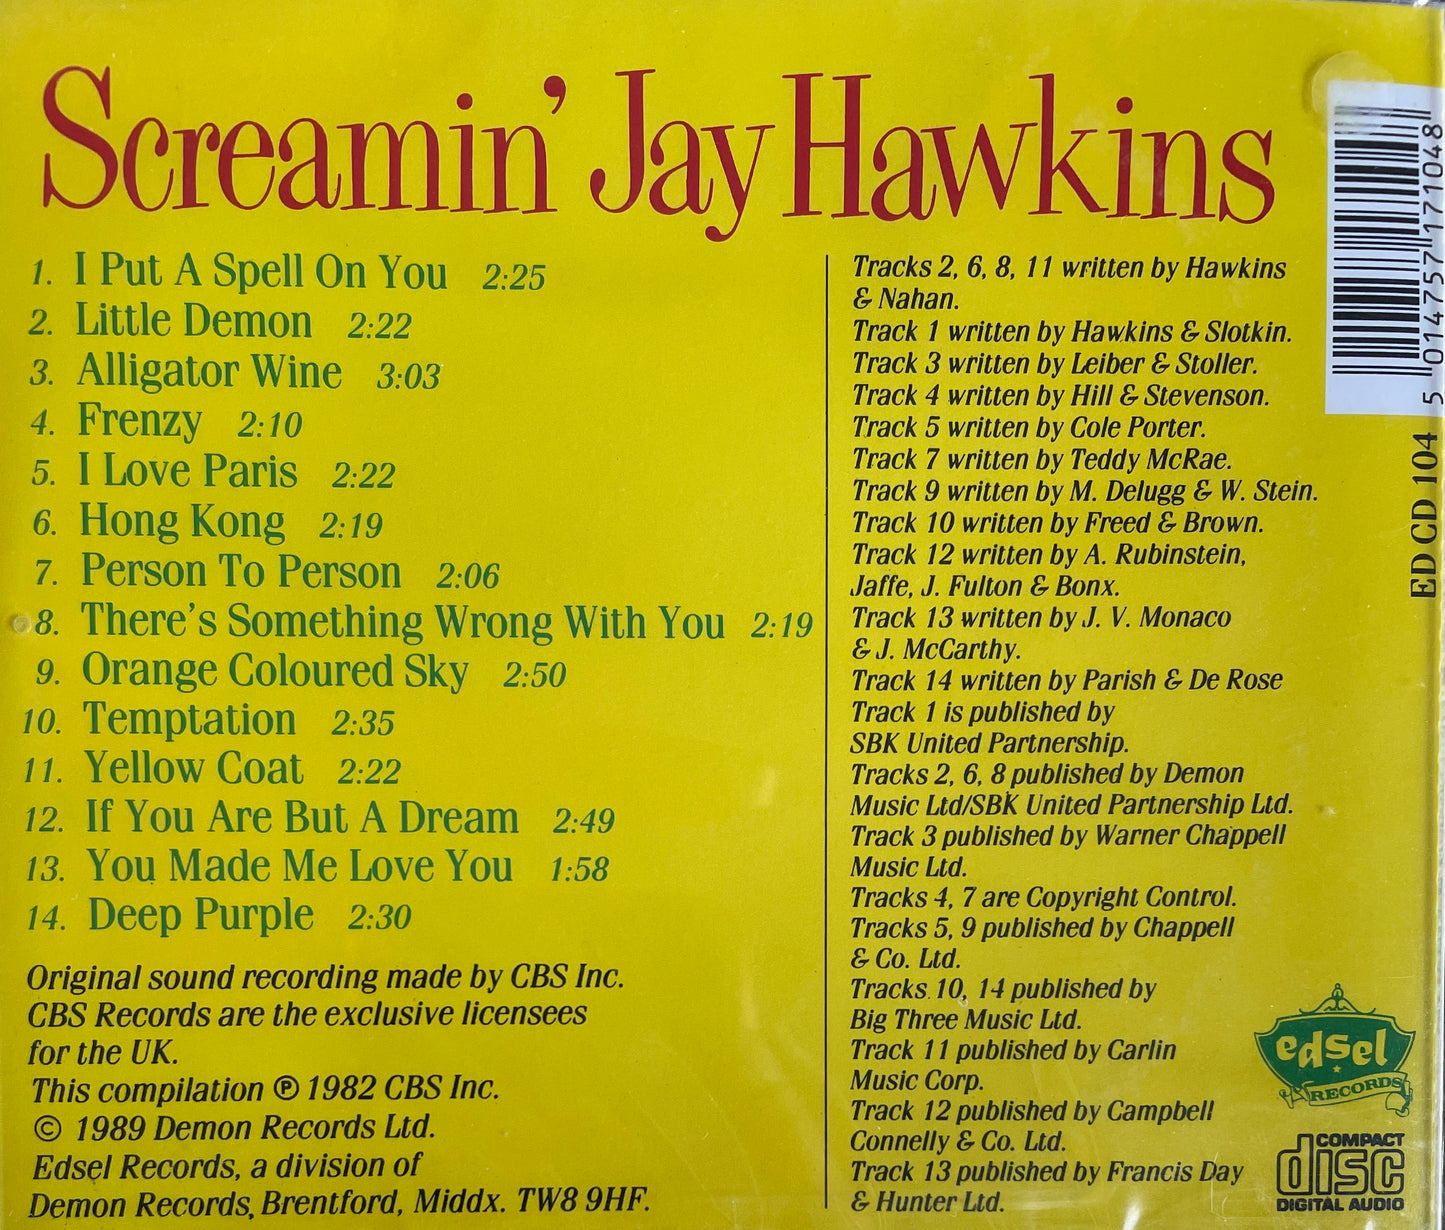 Screamin' Jay Hawkins
1. I Put A Spell On You 2:25
2. Little Demon 2:22
3. Alligator Wine 3:03
4. Frenzy 2:10
5. I Love Paris 2:22
6. Hong Kong 2:19
7. Person To Person 2:06
8. There's Something Wrong With You 2:19
9. Orange Coloured Sky 2:50
10. Temptation 2:35
11. Yellow Coat 2:22
12. If You Are But A Dream 2:49
13. You Made Me Love You 1:58
14. Deep Purple 2:30
Original sound recording made by CBS Inc.
CBS Records are the exclusive licensees
for the UK.
This compilation ℗ 1982 CBS Inc.
© 1989 Demon Records Ltd.
Edsel Records, a division of
Demon Records, Brentford, Middx. TW8 9HF.
Tracks 2, 6, 8, 11 written by Hawkins
& Nahan.
Track 1 written by Hawkins & Slotkin.
Track 3 written by Leiber & Stoller.
Track 4 written by Hill & Stevenson.
Track 5 written by Cole Porter.
Track 7 written by Teddy McRae.
Track 9 written by M. Delugg & W. Stein.
Track 10 written by Freed & Brown.
Track 12 written by A. Rubinstein,
Jaffe, J. Fulton & Bonx.
Track 13 written by J. V. Monaco
& J. McCarthy.
Track 14 written by Parish & De Rose
Track 1 is published by
SBK United Partnership.
Tracks 2, 6, 8 published by Demon
Music Ltd/SBK United Partnership Ltd.
Track 3 published by Warner Chappell
Music Ltd.
Tracks 4, 7 are Copyright Control.
Tracks 5, 9 published by Chappell
& Co. Ltd.
Tracks 10, 14 published by
Big Three Music Ltd.
Track 11 published by Carlin
Music Corp.
Track 12 published by Campbell
Connelly & Co. Ltd.
Track 13 published by Francis Day
& Hunter Ltd.
5 014757 171048
ED CD 104
edsel
RECORDS
COMPACT
disc
DIGITAL AUDIO